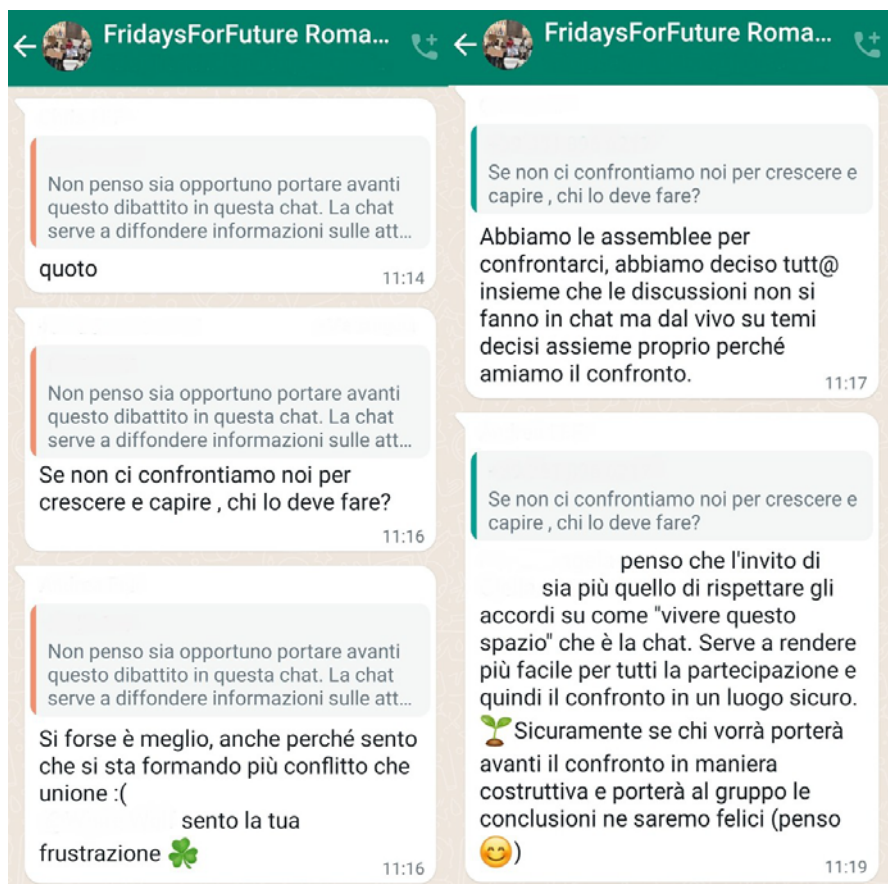 FridaysForFuture Roma...
Non penso sia opportuno portare avanti
questo dibattito in questa chat. La chat
serve a diffondere informazioni sulle att...
quoto
11:14
Non penso sia opportuno portare avanti
questo dibattito in questa chat. La chat
serve a diffondere informazioni sulle att...
Se non ci confrontiamo noi per
crescere e capire , chi lo deve fare?
11:16
Non penso sia opportuno portare avanti
questo dibattito in questa chat. La chat
serve a diffondere informazioni sulle att...
Si forse è meglio, anche perché sento
che si sta formando più conflitto che
unione :(
sento la tua
frustrazione ☘️
11:16
FridaysForFuture Roma...
Se non ci confrontiamo noi per crescere e
capire , chi lo deve fare?
Abbiamo le assemblee per
confrontarci, abbiamo deciso tutt@
insieme che le discussioni non si
fanno in chat ma dal vivo su temi
decisi assieme proprio perché
amiamo il confronto.
11:17
Se non ci confrontiamo noi per crescere e
capire , chi lo deve fare?
penso che l'invito di
sia più quello di rispettare gli
accordi su come "vivere questo
spazio" che è la chat. Serve a rendere
più facile per tutti la partecipazione e
quindi il confronto in un luogo sicuro.
🌱Sicuramente se chi vorrà porterà
avanti il confronto in maniera
costruttiva e porterà al gruppo le
conclusioni ne saremo felici (penso
😊)
11:19